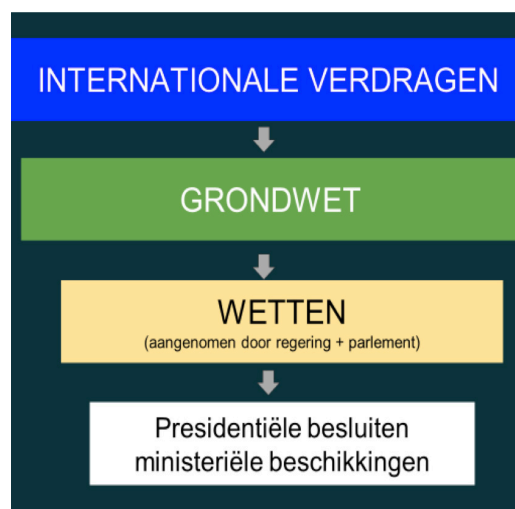 INTERNATIONALE VERDRAGEN
GRONDWET
WETTEN
(aangenomen door regering + parlement)
Presidentiële besluiten
ministeriële beschikkingen